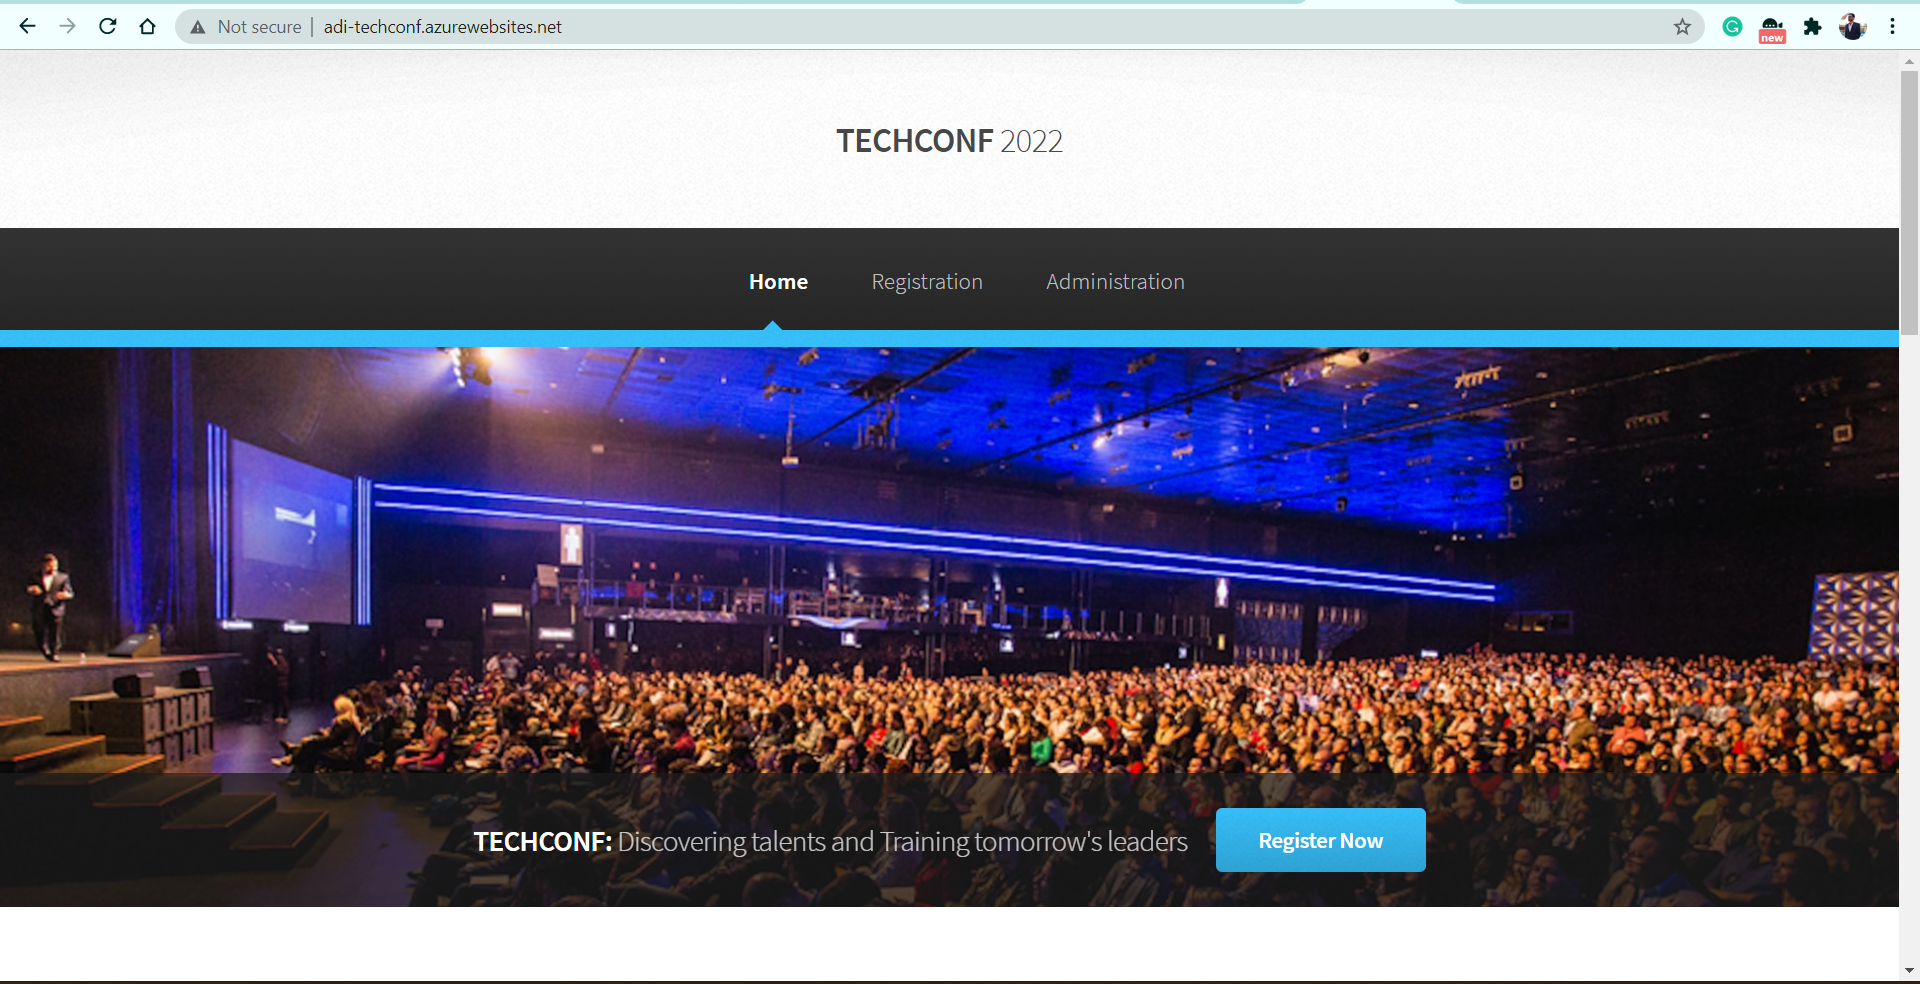 Not secure | adi-techconf.azurewebsites.net
new
TECHCONF 2022
Home Registration Administration
TECHCONF: Discovering talents and Training tomorrow's leaders Register Now